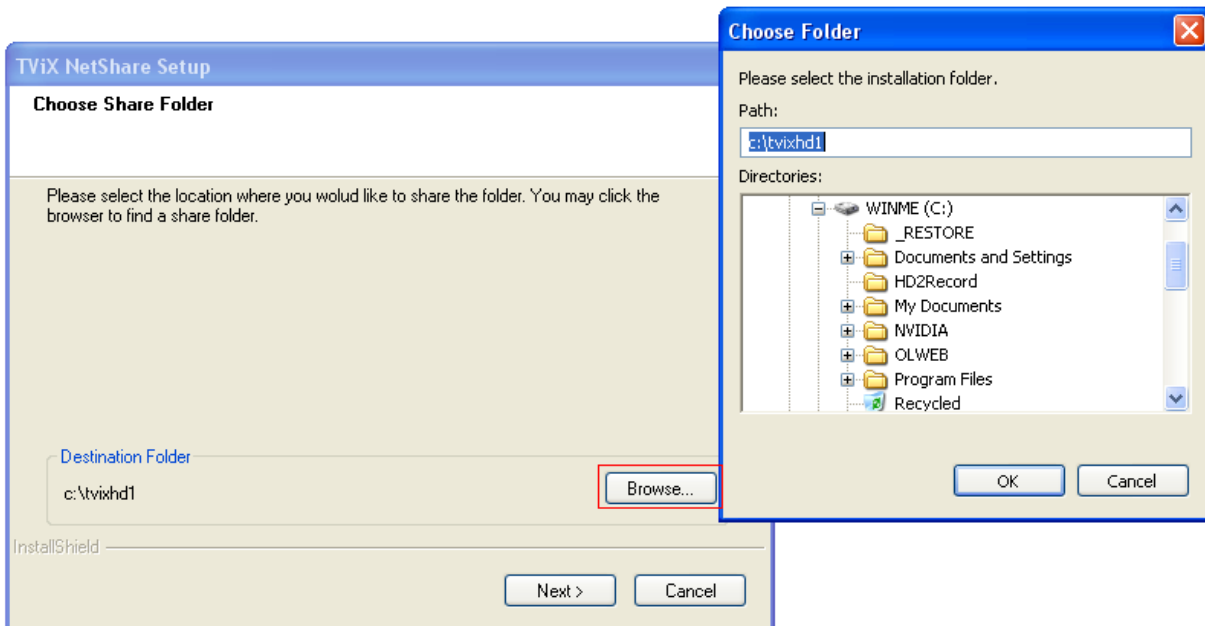 TViX NetShare Setup
Choose Share Folder
Please select the location where you wolud like to share the folder. You may click the
browser to find a share folder.
Destination Folder
c:\tvixhd1
Browse...
InstallShield
Next >
Cancel
Choose Folder
Please select the installation folder.
Path:
c:\tvixhd1
Directories:
WINME (C:)
_RESTORE
Documents and Settings
HD2Record
My Documents
NVIDIA
OLWEB
Program Files
Recycled
OK
Cancel